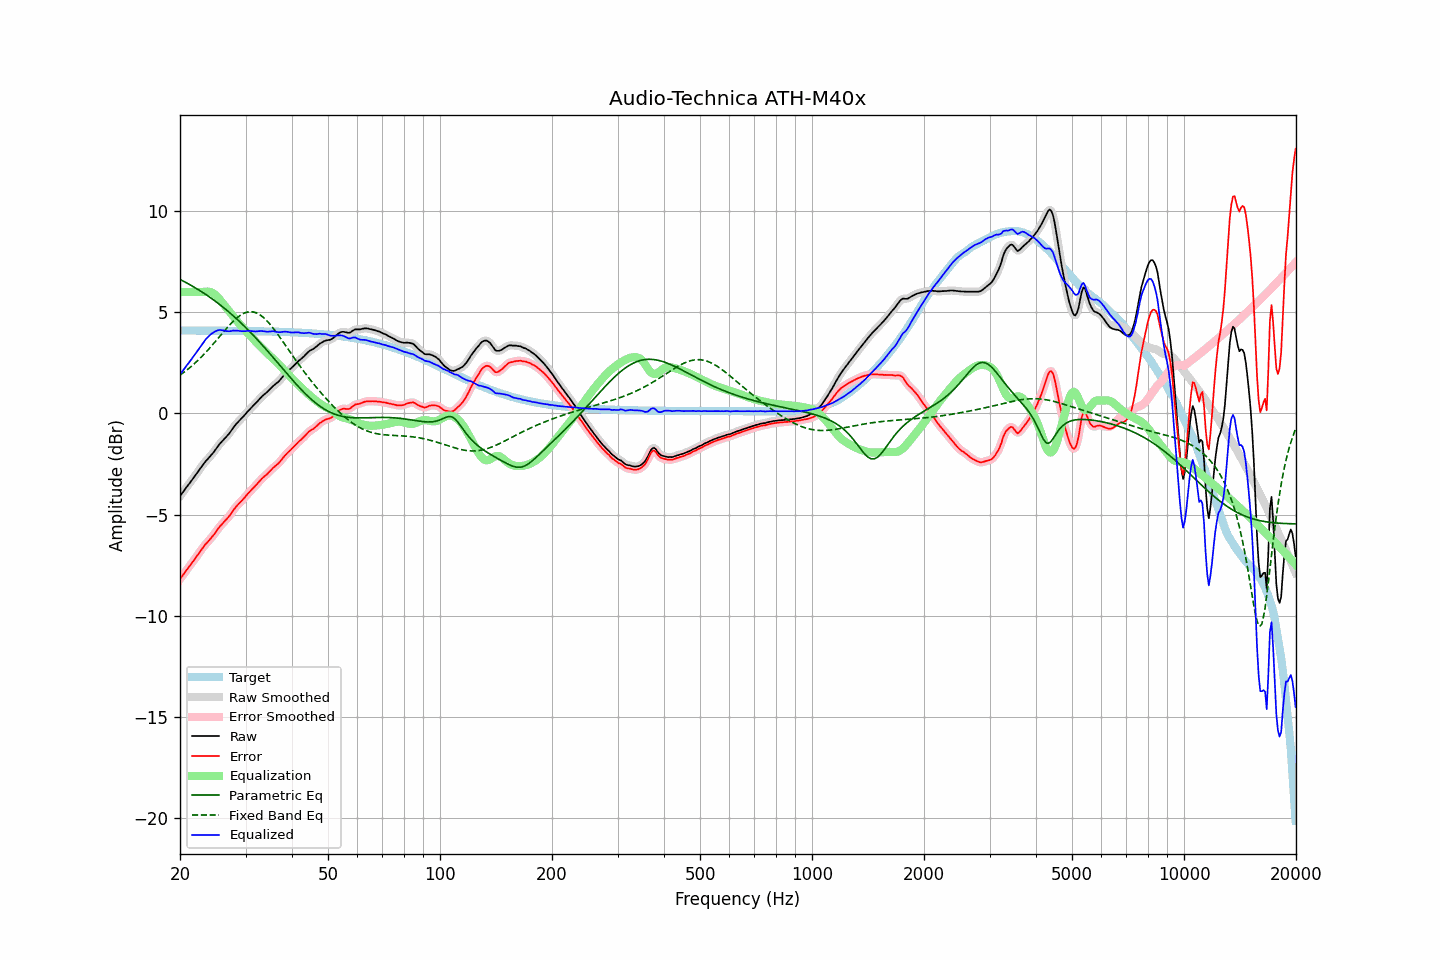 Audio-Technica ATH-M40x
Amplitude (dBr)
10
5
0
−5
−10
−15
−20
Target
Raw Smoothed
Error Smoothed
Raw
Error
Equalization
Parametric Eq
Fixed Band Eq
Equalized
20 50 100 200 500 1000 2000 5000 10000 20000
Frequency (Hz)